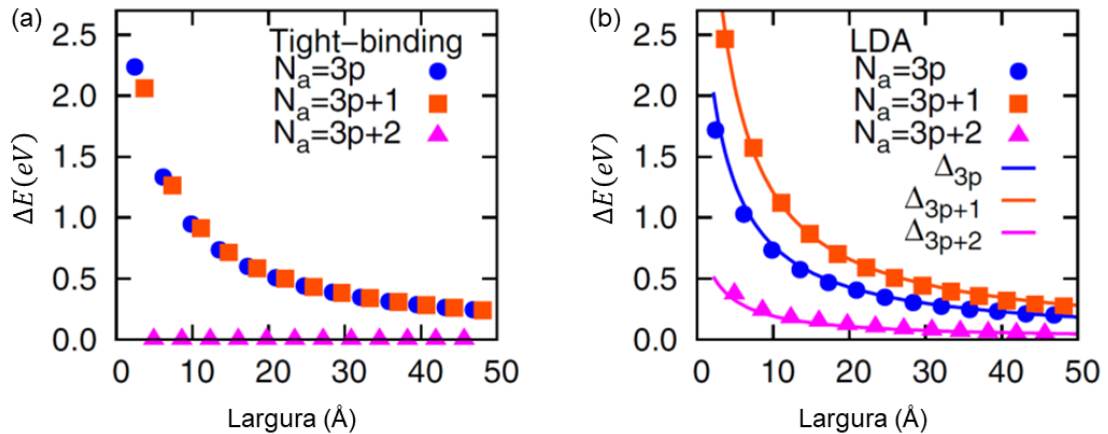 (a)
Tight-binding
N_a=3p
N_a=3p+1
N_a=3p+2
ΔE(eV)
2.5
2.0
1.5
1.0
0.5
0.0
0 10 20 30 40 50
Largura (Å)
(b)
LDA
N_a=3p
N_a=3p+1
N_a=3p+2
Δ_3p
Δ_3p+1
Δ_3p+2
ΔE(eV)
2.5
2.0
1.5
1.0
0.5
0.0
0 10 20 30 40 50
Largura (Å)